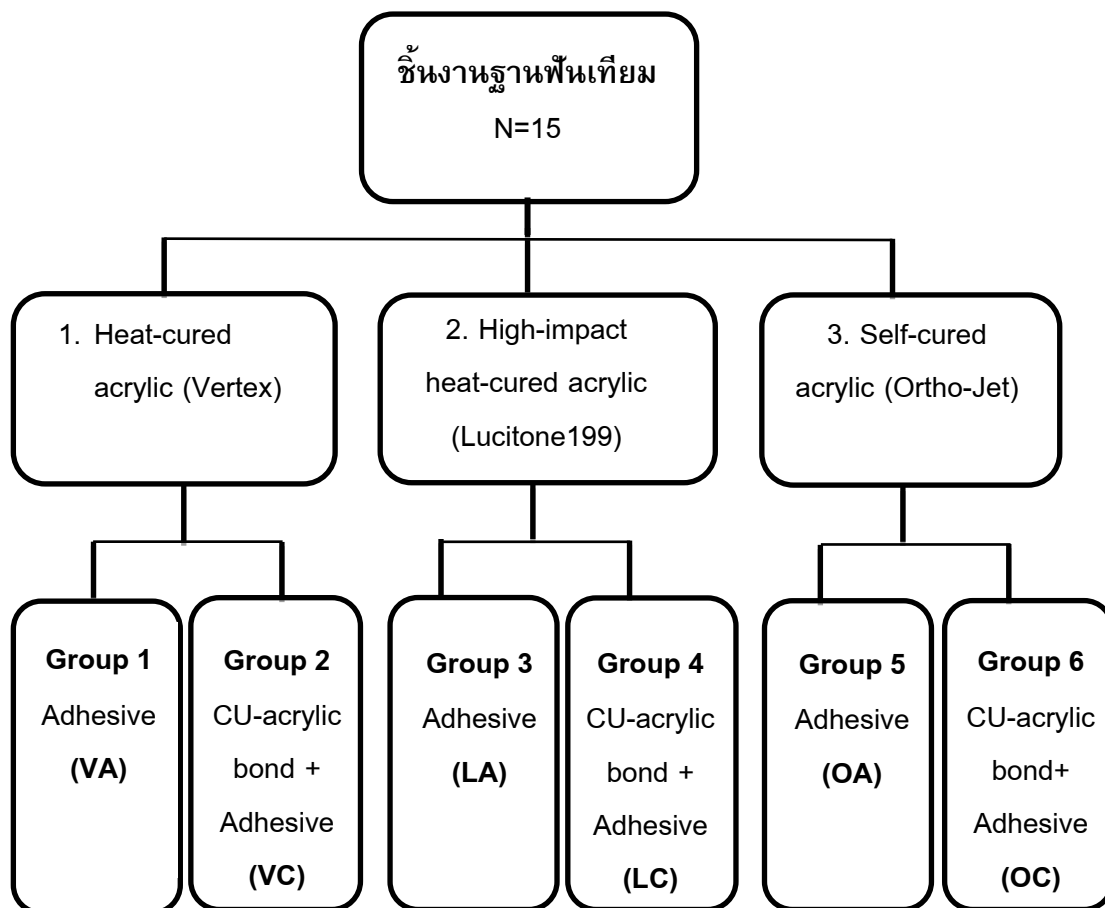 ชิ้นงานฐานฟันเทียม
N=15
1. Heat-cured
acrylic (Vertex)
2. High-impact
heat-cured acrylic
(Lucitone199)
3. Self-cured
acrylic (Ortho-Jet)
Group 1
Adhesive
(VA)
Group 2
CU-acrylic
bond +
Adhesive
(VC)
Group 3
Adhesive
(LA)
Group 4
CU-acrylic
bond +
Adhesive
(LC)
Group 5
Adhesive
(OA)
Group 6
CU-acrylic
bond+
Adhesive
(OC)